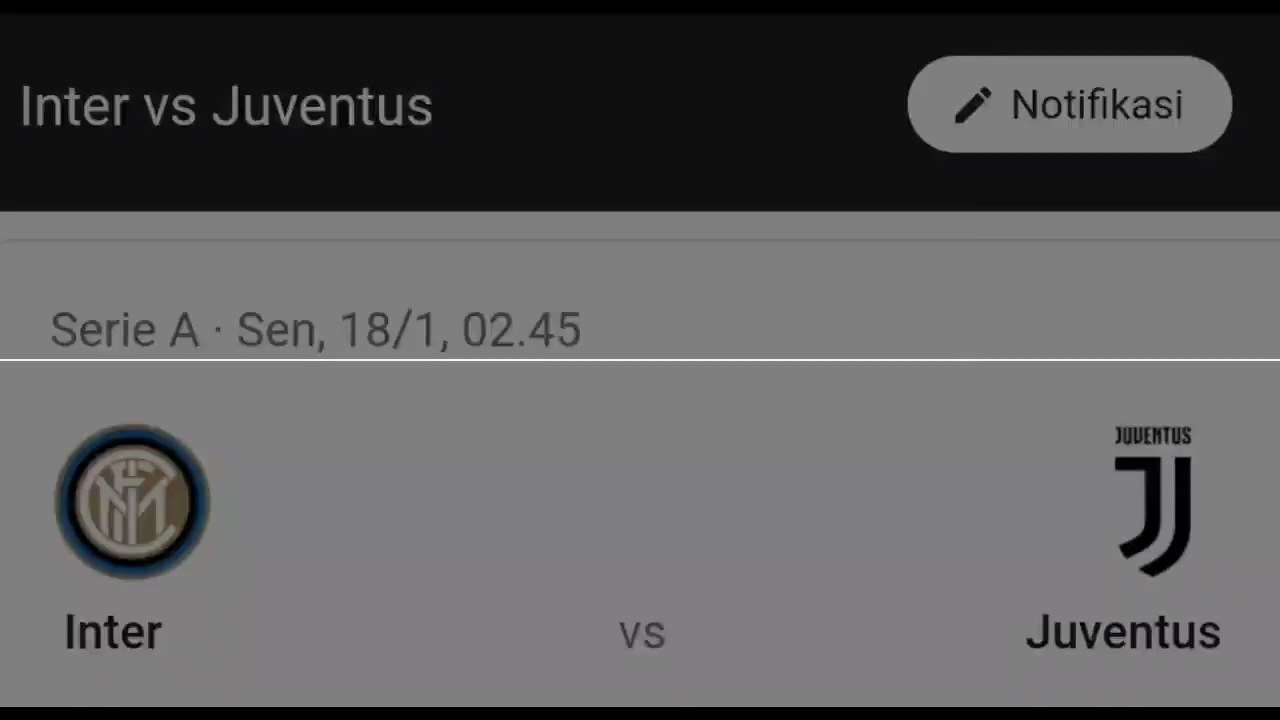 Inter vs Juventus
Notifikasi
Serie A · Sen, 18/1, 02.45
JUVENTUS
Inter
vs
Juventus